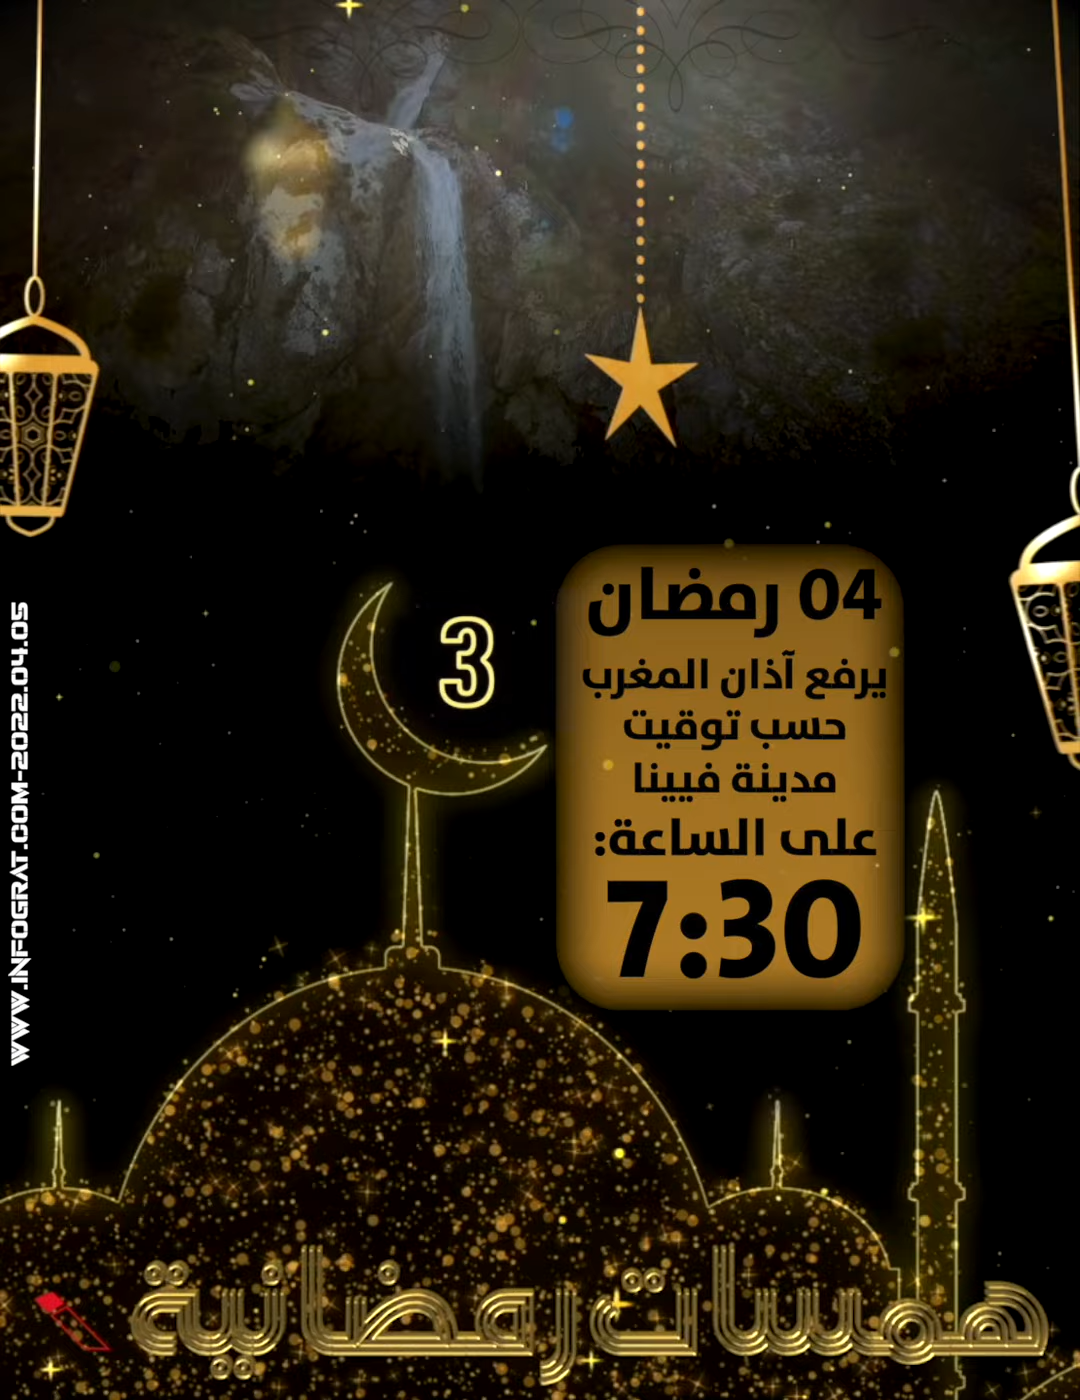 04 رمضان
يرفع آذان المغرب
حسب توقيت
مدينة فيينا
على الساعة:
7:30
3
WWW.INFOGRAT.COM-2022.04.05
همسات رمضانية